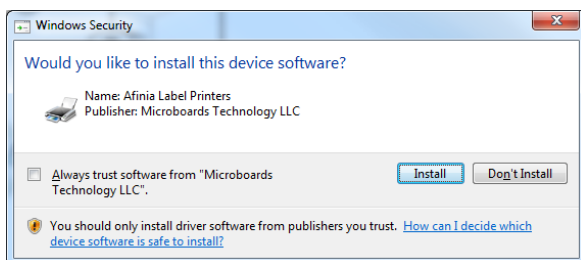 Windows Security
Would you like to install this device software?
Name: Afinia Label Printers
Publisher: Microboards Technology LLC
Always trust software from "Microboards
Technology LLC".
Install
Don't Install
You should only install driver software from publishers you trust. How can I decide which
device software is safe to install?